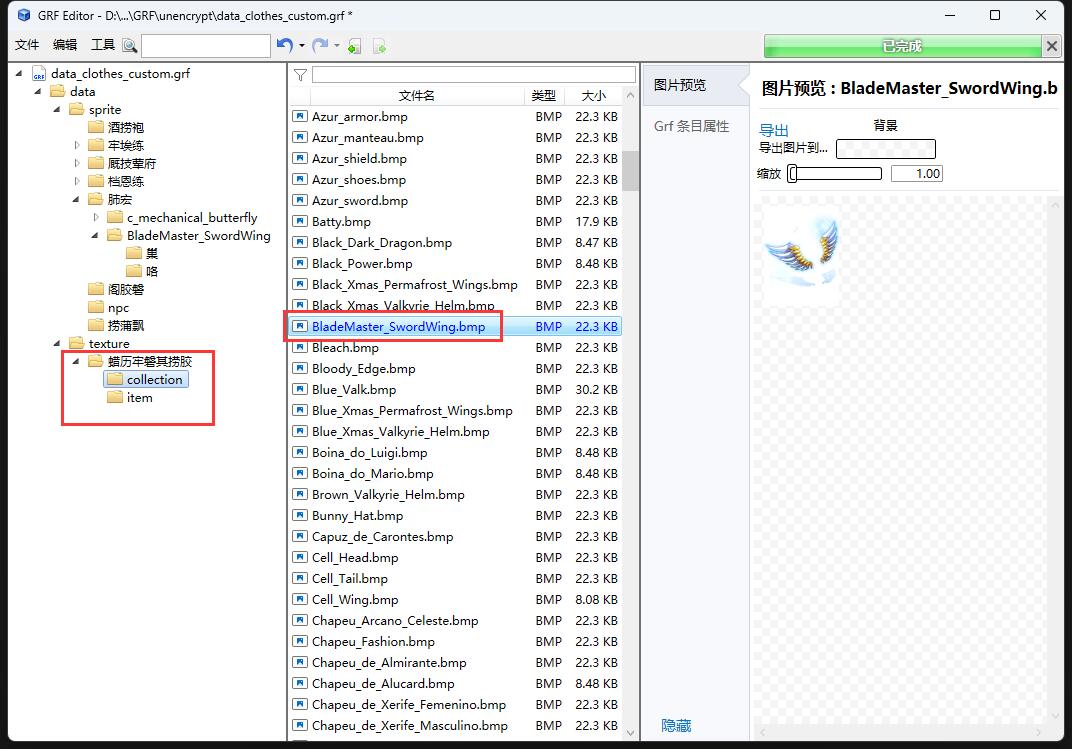 GRF Editor - D:\...\GRF\unencrypt\data_clothes_custom.grf *
文件 编辑 工具
已完成
data_clothes_custom.grf
data
sprite
酒捞袍
牢埃练
厩技荤府
档恩练
肺宏
c_mechanical_butterfly
BladeMaster_SwordWing
巢
咯
阁胶磐
npc
捞蒲飘
texture
蜡历牢磐其捞胶
collection
item
文件名 类型 大小
Azur_armor.bmp BMP 22.3 KB
Azur_manteau.bmp BMP 22.3 KB
Azur_shield.bmp BMP 22.3 KB
Azur_shoes.bmp BMP 22.3 KB
Azur_sword.bmp BMP 22.3 KB
Batty.bmp BMP 17.9 KB
Black_Dark_Dragon.bmp BMP 8.47 KB
Black_Power.bmp BMP 8.48 KB
Black_Xmas_Permafrost_Wings.bmp BMP 22.3 KB
Black_Xmas_Valkyrie_Helm.bmp BMP 22.3 KB
BladeMaster_SwordWing.bmp BMP 22.3 KB
Bleach.bmp BMP 22.3 KB
Bloody_Edge.bmp BMP 22.3 KB
Blue_Valk.bmp BMP 30.2 KB
Blue_Xmas_Permafrost_Wings.bmp BMP 22.3 KB
Blue_Xmas_Valkyrie_Helm.bmp BMP 22.3 KB
Boina_do_Luigi.bmp BMP 8.48 KB
Boina_do_Mario.bmp BMP 8.48 KB
Brown_Valkyrie_Helm.bmp BMP 22.3 KB
Bunny_Hat.bmp BMP 22.3 KB
Capuz_de_Carontes.bmp BMP 22.3 KB
Cell_Head.bmp BMP 22.3 KB
Cell_Tail.bmp BMP 22.3 KB
Cell_Wing.bmp BMP 8.08 KB
Chapeu_Arcano_Celeste.bmp BMP 22.3 KB
Chapeu_Fashion.bmp BMP 22.3 KB
Chapeu_de_Almirante.bmp BMP 22.3 KB
Chapeu_de_Alucard.bmp BMP 8.48 KB
Chapeu_de_Xerife_Femenino.bmp BMP 22.3 KB
Chapeu_de_Xerife_Masculino.bmp BMP 22.3 KB
图片预览
Grf 条目属性
隐藏
图片预览 : BladeMaster_SwordWing.b
导出
导出图片到...
背景
缩放 1.00